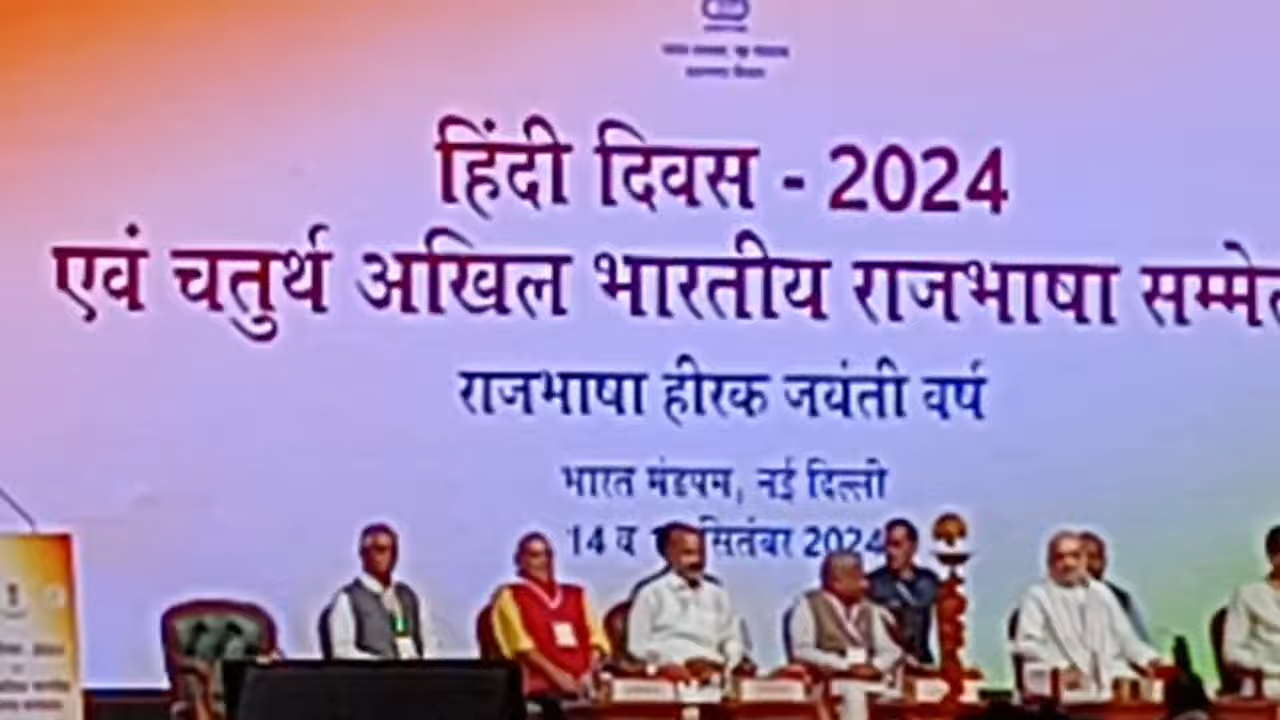 हिंदी दिवस - 2024
एवं चतुर्थ अखिल भारतीय राजभाषा सम्मे
राजभाषा हीरक जयंती वर्ष
भारत मंडपम, नई दिल्ली
14 व सितंबर 2024